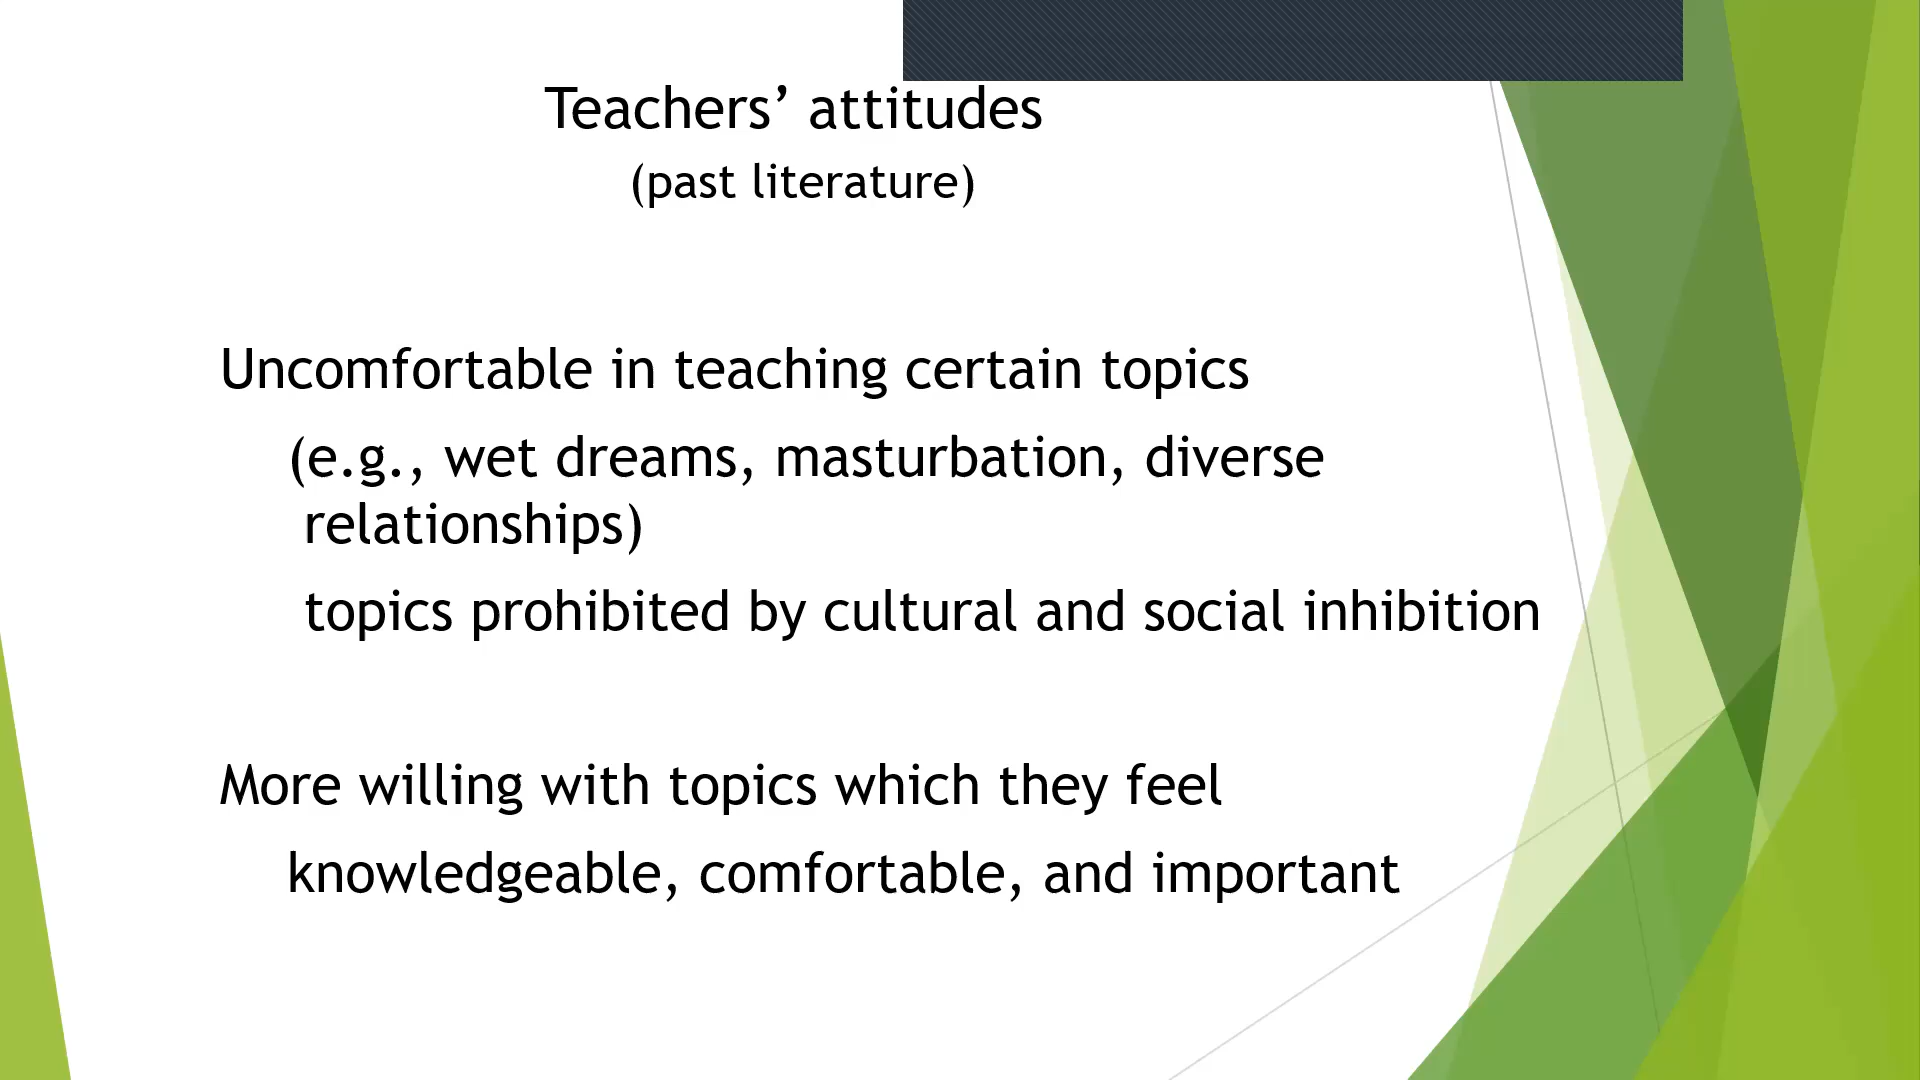 Teachers’ attitudes
(past literature)
Uncomfortable in teaching certain topics
(e.g., wet dreams, masturbation, diverse
relationships)
topics prohibited by cultural and social inhibition
More willing with topics which they feel
knowledgeable, comfortable, and important